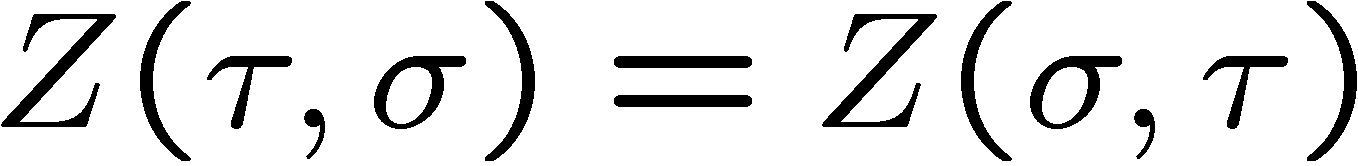 Z(τ, σ) = Z(σ, τ)